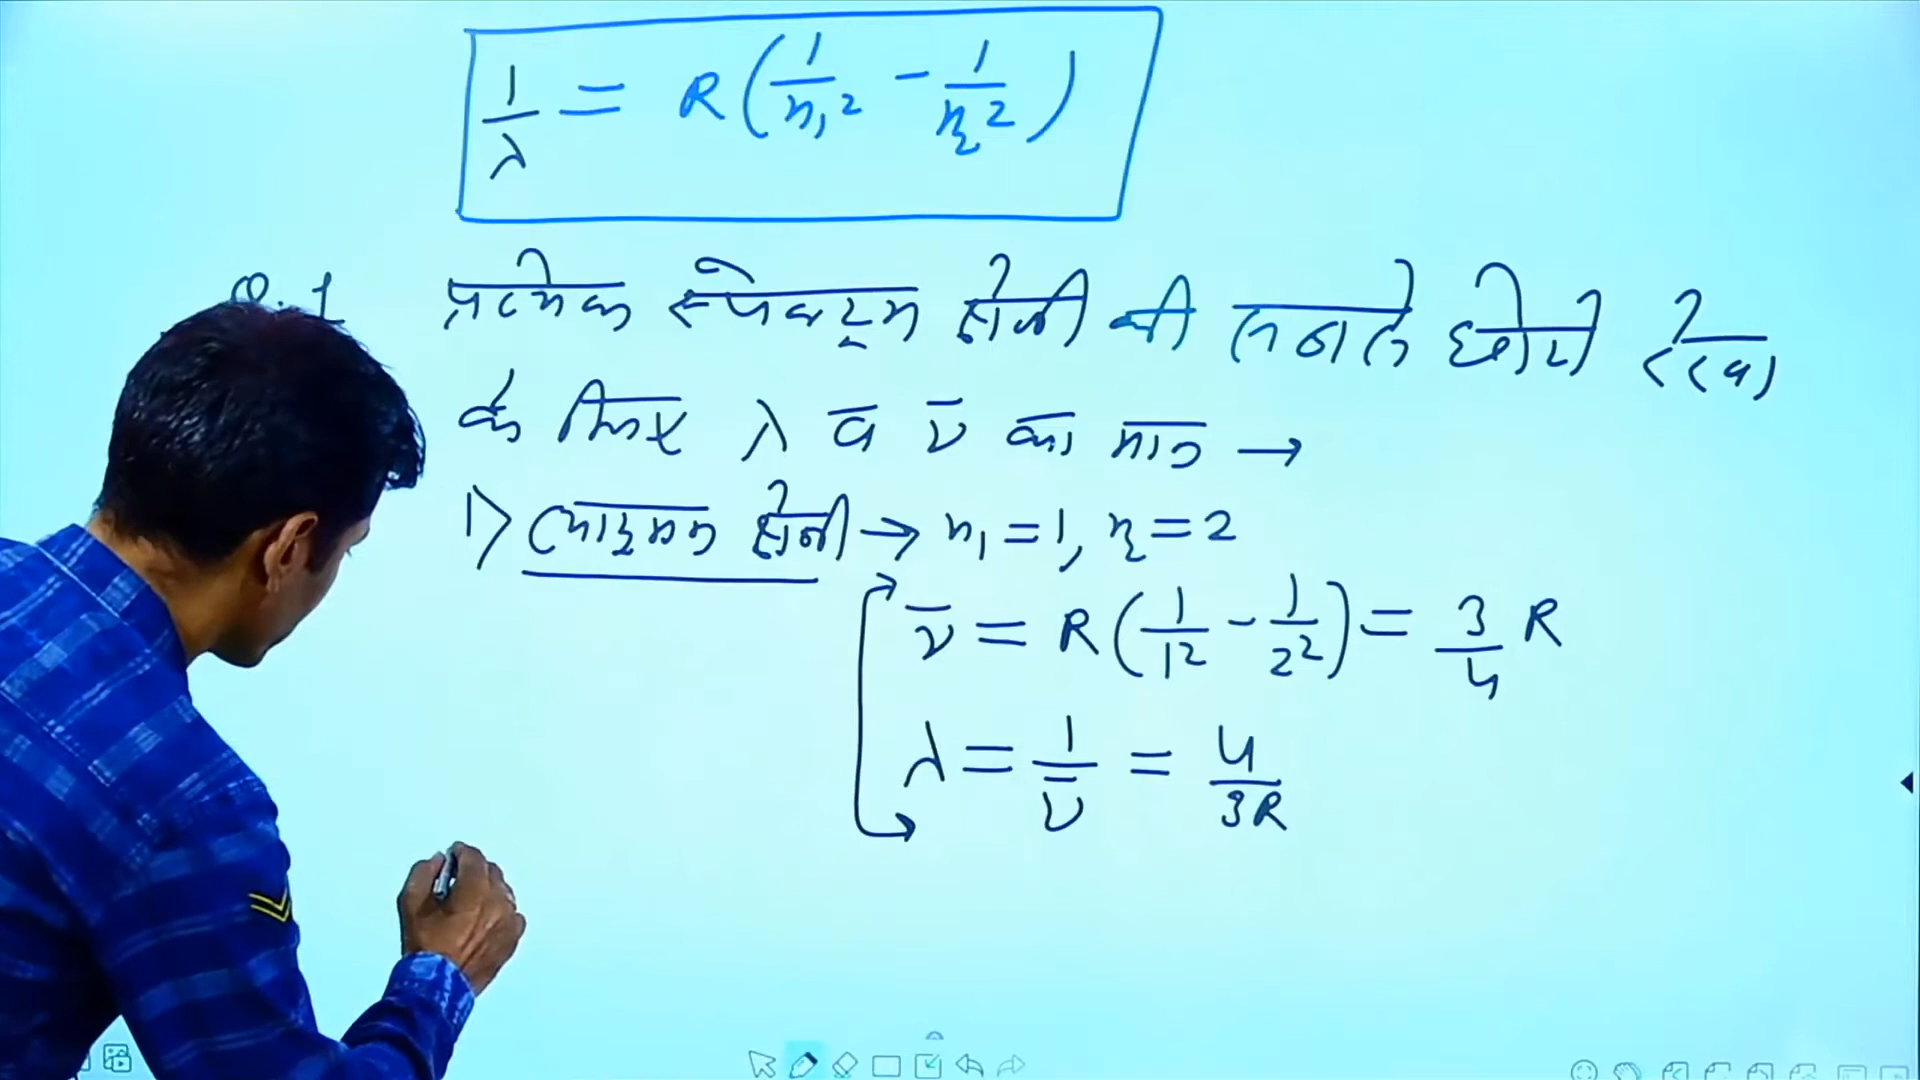 1/λ = R(1/n₁² - 1/n₂²)
Q.1 प्रत्येक स्पेक्ट्रम श्रेणी की सबसे छोटी रेखा
के लिए λ व ν̅ का मान →
1> लाइमन श्रेणी → n₁ = 1, n₂ = 2
ν̅ = R(1/1² - 1/2²) = 3/4 R
λ = 1/ν̅ = 4/3R